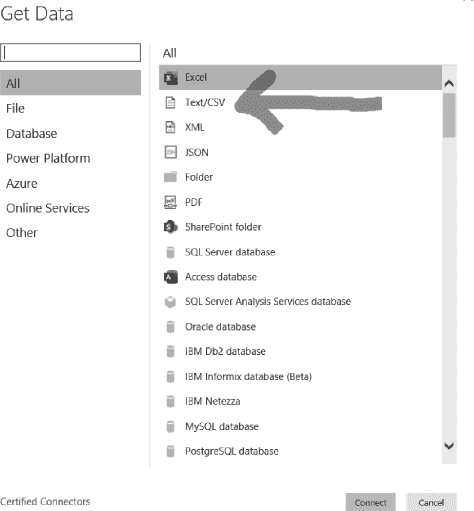 Get Data
All
File
Database
Power Platform
Azure
Online Services
Other
All
Excel
Text/CSV
XML
JSON
Folder
PDF
SharePoint folder
SQL Server database
Access database
SQL Server Analysis Services database
Oracle database
IBM Db2 database
IBM Informix database (Beta)
IBM Netezza
MySQL database
PostgreSQL database
Certified Connectors
Connect
Cancel